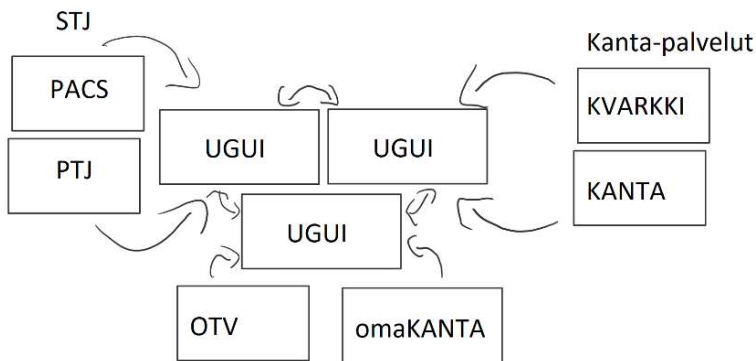 STJ
Kanta-palvelut
PACS
KVARKKI
UGUI
UGUI
PTJ
KANTA
UGUI
OTV
omaKANTA